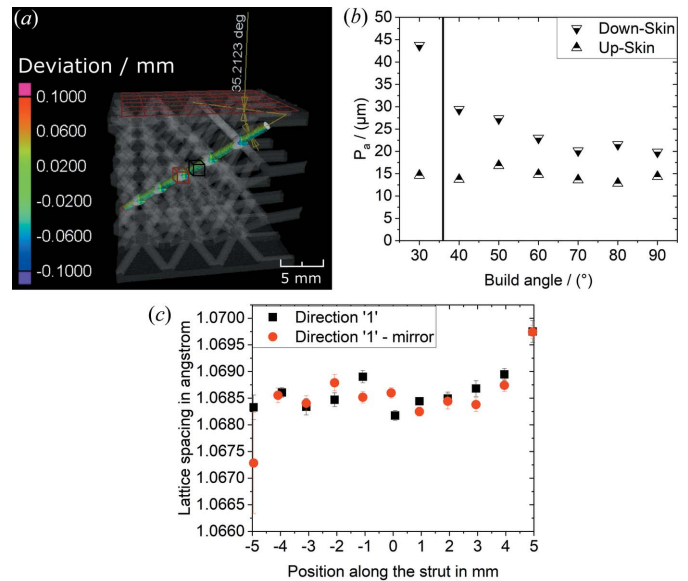 (a)
Deviation / mm
0.1000
0.0600
0.0200
-0.0200
-0.0600
-0.1000
35.2123 deg
5 mm
(b)
Down-Skin
Up-Skin
50
45
40
35
30
25
20
15
10
5
0
Pa / (μm)
30 40 50 60 70 80 90
Build angle / (°)
(c)
Direction '1'
Direction '1' - mirror
1.0700
1.0695
1.0690
1.0685
1.0680
1.0675
1.0670
1.0665
1.0660
Lattice spacing in angstrom
-5 -4 -3 -2 -1 0 1 2 3 4 5
Position along the strut in mm